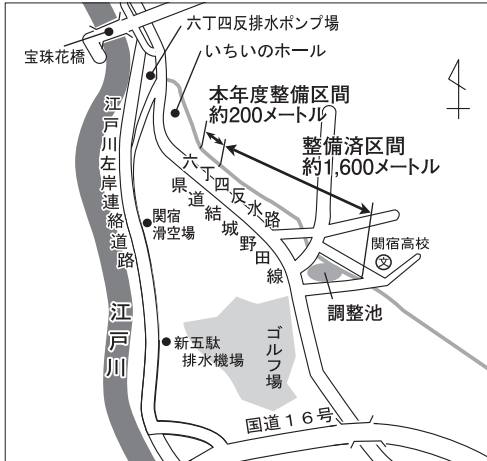 六丁四反排水ポンプ場
宝珠花橋
いちいのホール
本年度整備区間
約200メートル
整備済区間
約1,600メートル
六丁四反水路
県道結城野田線
江戸川左岸連絡道路
関宿
滑空場
関宿高校
文
調整池
江戸川
新五駄
排水機場
ゴルフ場
国道16号